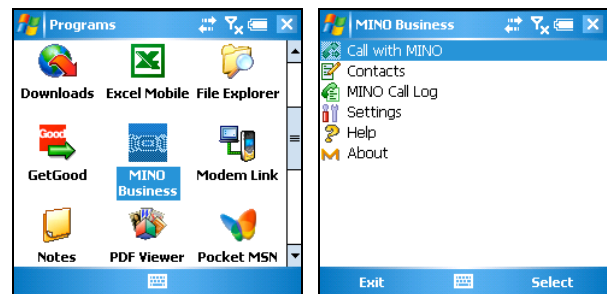 Programs
Downloads Excel Mobile File Explorer
Good
GetGood MINO Business Modem Link
Notes PDF Viewer Pocket MSN
MINO Business
Call with MINO
Contacts
MINO Call Log
Settings
Help
About
Exit Select